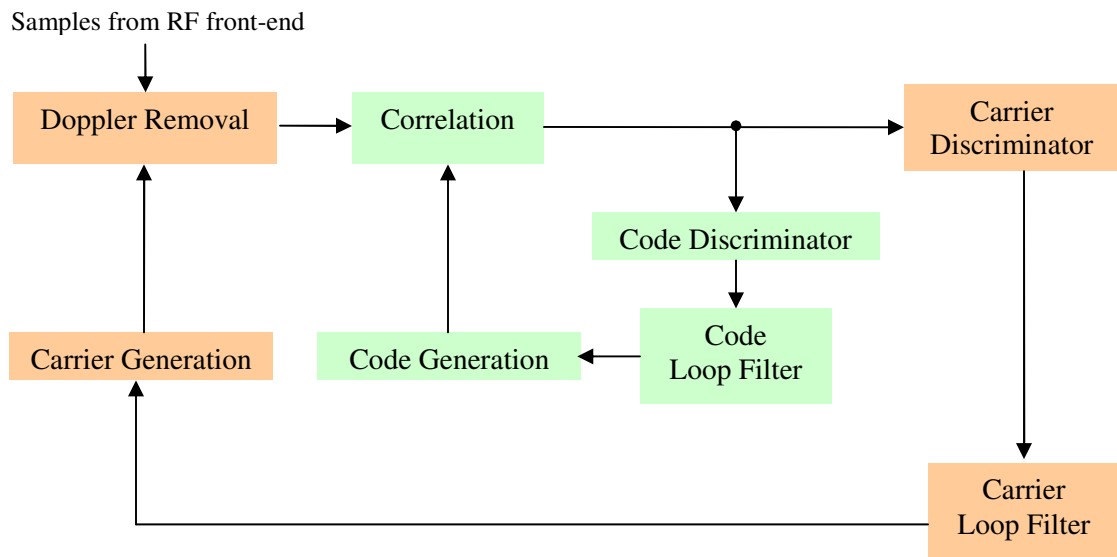 Samples from RF front-end
Doppler Removal
Correlation
Carrier
Discriminator
Code Discriminator
Carrier Generation
Code Generation
Code
Loop Filter
Carrier
Loop Filter